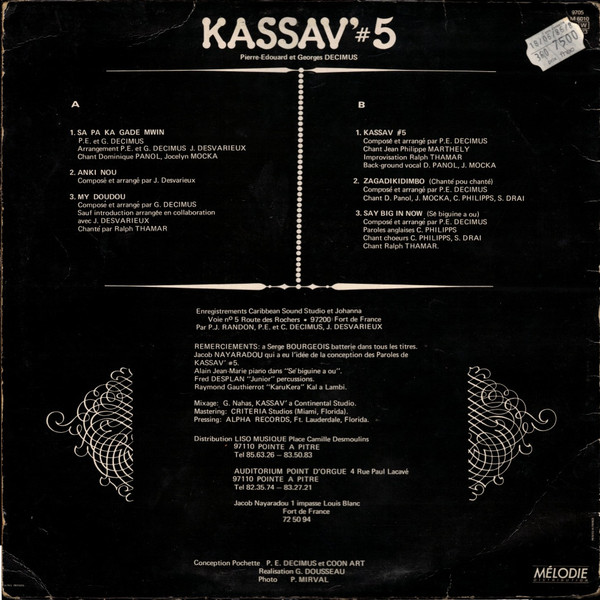 KASSAV' #5
Pierre-Edouard et Georges DECIMUS
A
1. SA PA KA GADE MWIN
P.E. et G. DECIMUS
Arrangement P.E. et G. DECIMUS J. DESVARIEUX
Chant Dominique PANOL, Jocelyn MOCKA
2. ANKI NOU
Composé et arrangé par J. Desvarieux
3. MY DOUDOU
Composé et arrangé par G. DECIMUS
Sauf introduction arrangée en collaboration
avec J. DESVARIEUX
Chanté par Ralph THAMAR
B
1. KASSAV #5
Composé et arrangé par P.E. DECIMUS
Chant Jean Philippe MARTHELY
Improvisation Ralph THAMAR
Back-ground vocal D. PANOL, J. MOCKA
2. ZAGADIKIDIMBO (Chanté pou chanté)
Composé et arrangé par P.E. DECIMUS
Chant D. Panol, J. MOCKA, C. PHILIPPS, S. DRAI
3. SAY BIG IN NOW (Sé biguine a ou)
Composé et arrangé par P.E. DECIMUS
Paroles anglaises C. PHILIPPS
Chant choeurs C. PHILIPPS, S. DRAI
Chant Ralph THAMAR.
Enregistrements Caribbean Sound Studio et Johanna
Voie nº 5 Route des Rochers • 97200 Fort de France
Par P.J. RANDON, P.E. et C. DECIMUS, J. DESVARIEUX
REMERCIEMENTS: a Serge BOURGEOIS batterie dans tous les titres.
Jacob NAYARADOU qui a eu l'idée de la conception des Paroles de
KASSAV' #5.
Alain Jean-Marie piano dans "Sé biguine a ou".
Fred DESPLAN "Junior" percussions.
Raymond Gauthierrot "KaruKera" Kal a Lambi.
Mixage: G. Nahas, KASSAV' a Continental Studio.
Mastering: CRITERIA Studios (Miami, Florida).
Pressing: ALPHA RECORDS, Ft. Lauderdale, Florida.
Distribution LISO MUSIQUE Place Camille Desmoulins
97110 POINTE A PITRE
Tel 85.63.26 – 83.50.83
AUDITORIUM POINT D'ORGUE 4 Rue Paul Lacavé
97110 POINTE A PITRE
Tel 82.35.74 – 83.27.21
Jacob Nayaradou 1 impasse Louis Blanc
Fort de France
72 50 94
Conception Pochette P. E. DECIMUS et COON ART
Realisation G. DOUSSEAU
Photo P. MIRVAL
MÉLODIE
DISTRIBUTION
9705
7500